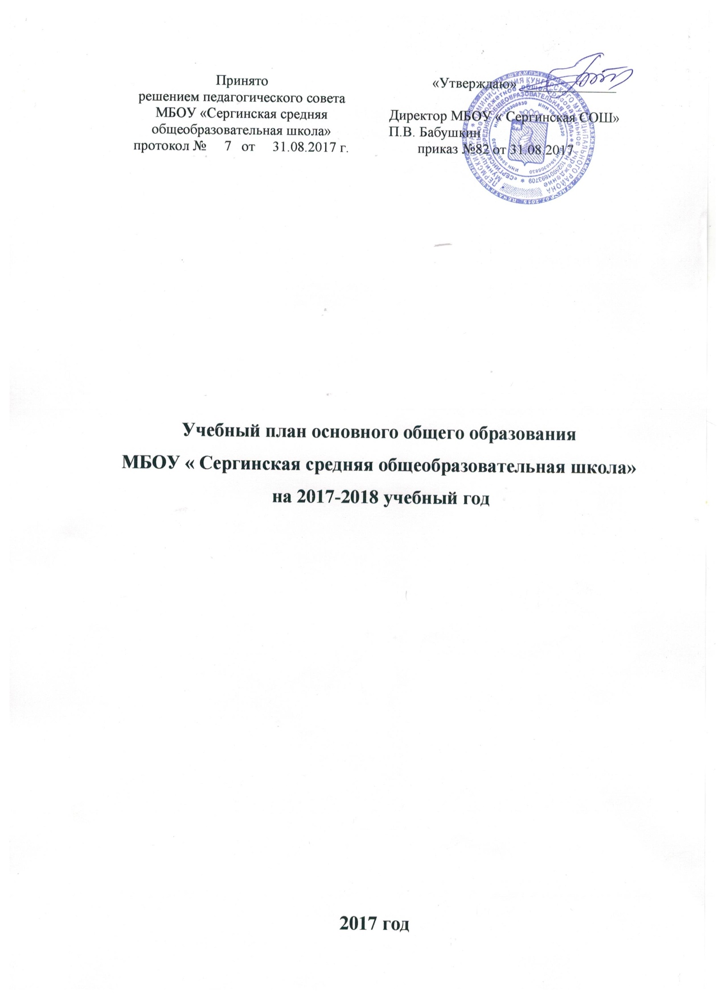 Принято
решением педагогического совета
МБОУ «Сергинская средняя
общеобразовательная школа»
протокол № 7 от 31.08.2017 г.
«Утверждаю»
Директор МБОУ « Сергинская СОШ»
П.В. Бабушкин
приказ №82 от 31.08.2017
Учебный план основного общего образования
МБОУ « Сергинская средняя общеобразовательная школа»
на 2017-2018 учебный год
2017 год